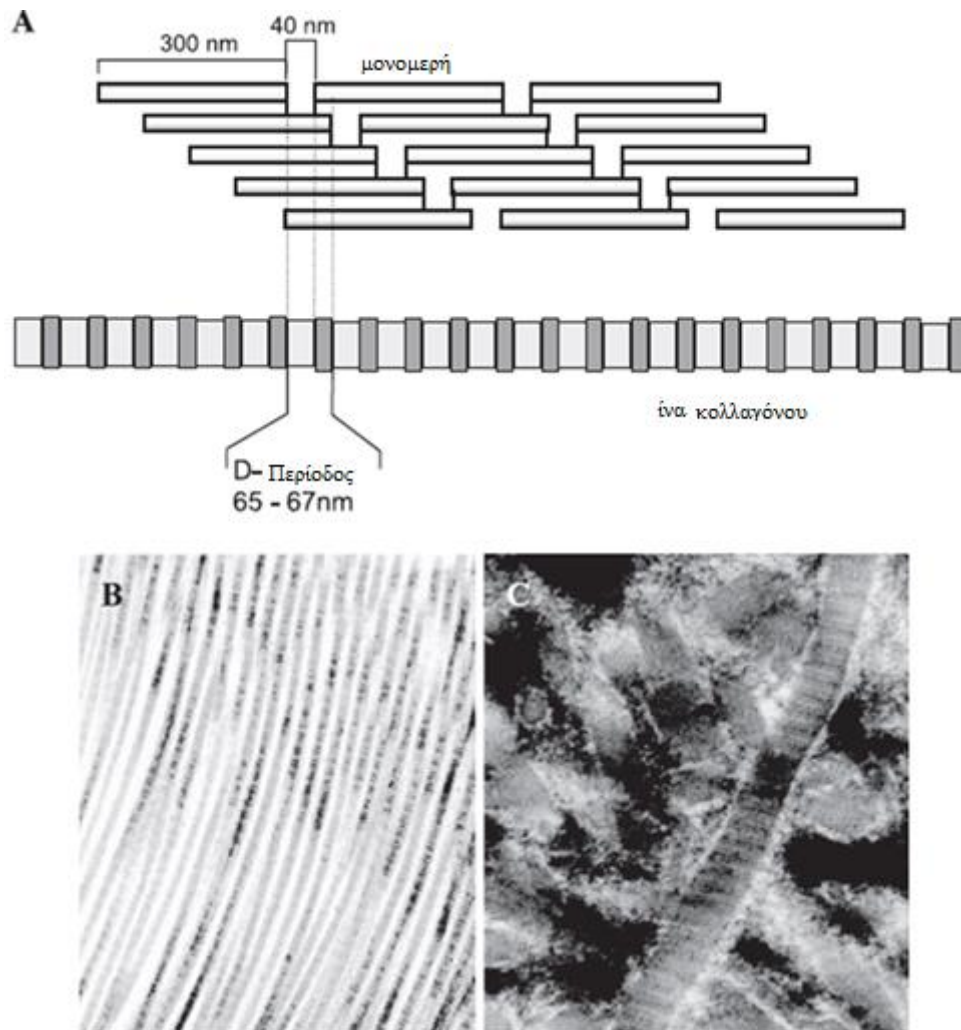 A
40 nm
300 nm
μονομερή
ίνα κολλαγόνου
D- Περίοδος
65 - 67nm
B
C